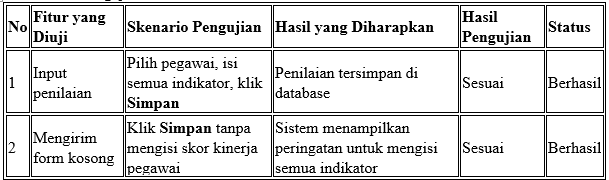 No Fitur yang Diuji Skenario Pengujian Hasil yang Diharapkan Hasil Pengujian Status
1 Input penilaian Pilih pegawai, isi semua indikator, klik Simpan Penilaian tersimpan di database Sesuai Berhasil
2 Mengirim form kosong Klik Simpan tanpa mengisi skor kinerja pegawai Sistem menampilkan peringatan untuk mengisi semua indikator Sesuai Berhasil